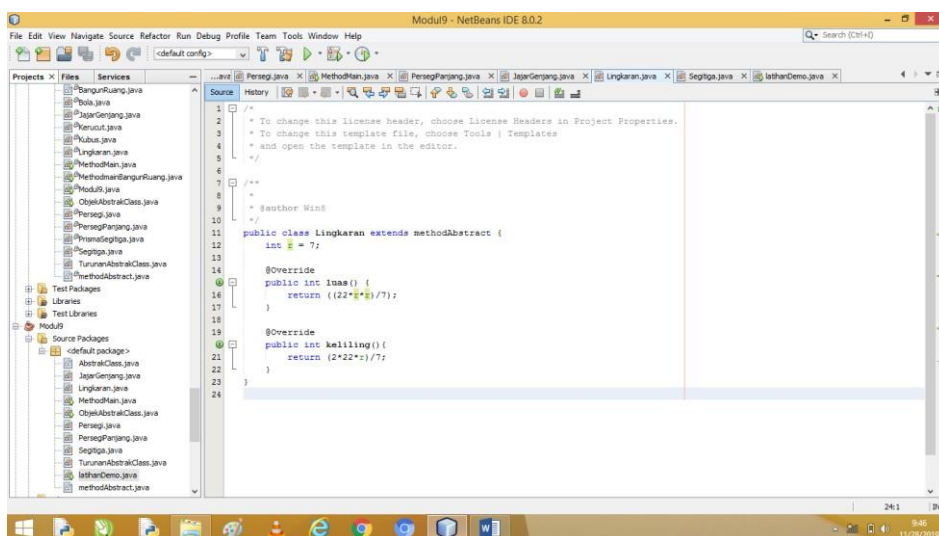 Modul9 - NetBeans IDE 8.0.2
File Edit View Navigate Source Refactor Run Debug Profile Team Tools Window Help
Search (Ctrl+I)
<default config>
Projects Files Services
...ava Persegi.java MethodMain.java PersegiPanjang.java JajarGenjang.java Lingkaran.java Segitiga.java latihanDemo.java
Source History
BangunRuang.java
Bola.java
JajarGenjang.java
Kerucut.java
Kubus.java
Lingkaran.java
MethodMain.java
MethodmainBangunRuang.java
Modul9.java
ObjekAbstrakClass.java
Persegi.java
PersegiPanjang.java
PrismaSegitiga.java
Segitiga.java
TurunanAbstrakClass.java
methodAbstract.java
Test Packages
Libraries
Test Libraries
Modul9
Source Packages
<default package>
AbstrakClass.java
JajarGenjang.java
Lingkaran.java
MethodMain.java
ObjekAbstrakClass.java
Persegi.java
PersegiPanjang.java
Segitiga.java
TurunanAbstrakClass.java
latihanDemo.java
methodAbstract.java
1 /*
2 * To change this license header, choose License Headers in Project Properties.
3 * To change this template file, choose Tools | Templates
4 * and open the template in the editor.
5 */
6
7 /**
8 *
9 * @author Win8
10 */
11 public class Lingkaran extends methodAbstract {
12 int r = 7;
13
14 @Override
public int luas() {
16 return ((22*r*r)/7);
17 }
18
19 @Override
public int keliling(){
21 return (2*22*r)/7;
22 }
23 }
24
24:1
9:46
11/28/2019